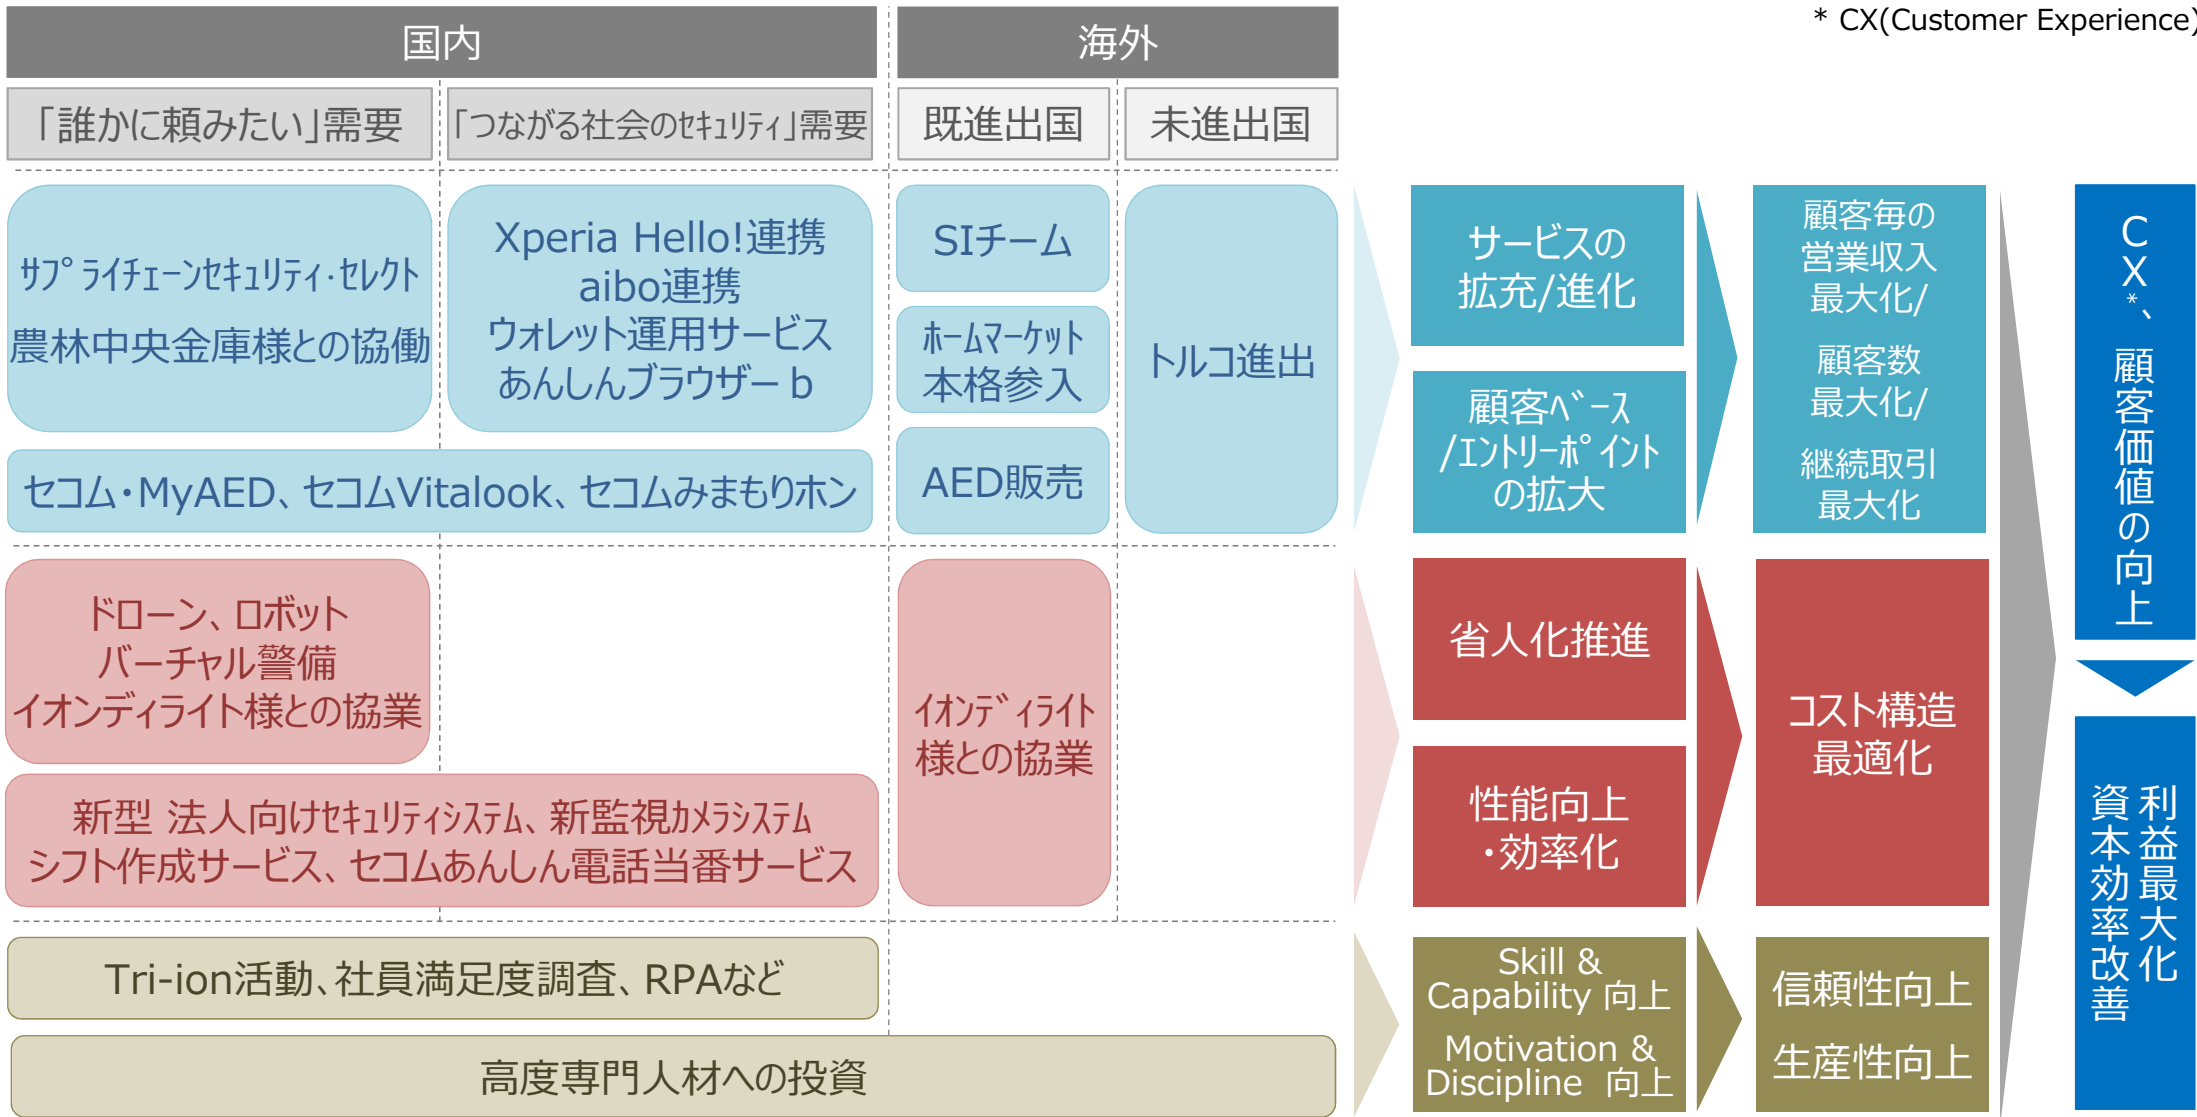 * CX(Customer Experience)
国内
海外
「誰かに頼みたい」需要
「つながる社会のｾｷｭﾘﾃｨ」需要
既進出国
未進出国
ｻﾌﾟﾗｲﾁｪｰﾝｾｷｭﾘﾃｨ･ｾﾚｸﾄ
農林中央金庫様との協働
Xperia Hello!連携
aibo連携
ウォレット運用サービス
あんしんブラウザー b
セコム・MyAED、セコムVitalook、セコムみまもりホン
SIチーム
ﾎｰﾑﾏｰｹｯﾄ
本格参入
AED販売
トルコ進出
サービスの
拡充/進化
顧客ﾍﾞｰｽ
/ｴﾝﾄﾘｰﾎﾟｲﾝﾄ
の拡大
顧客毎の
営業収入
最大化/
顧客数
最大化/
継続取引
最大化
ＣＸ*、顧客価値の向上
ドローン、ロボット
バーチャル警備
イオンディライト様との協業
新型 法人向けｾｷｭﾘﾃｨｼｽﾃﾑ、新監視ｶﾒﾗｼｽﾃﾑ
シフト作成サービス、セコムあんしん電話当番サービス
ｲｵﾝﾃﾞｨﾗｲﾄ
様との協業
省人化推進
性能向上
・効率化
コスト構造
最適化
利益最大化
資本効率改善
Tri-ion活動、社員満足度調査、RPAなど
高度専門人材への投資
Skill &
Capability 向上
Motivation &
Discipline 向上
信頼性向上
生産性向上